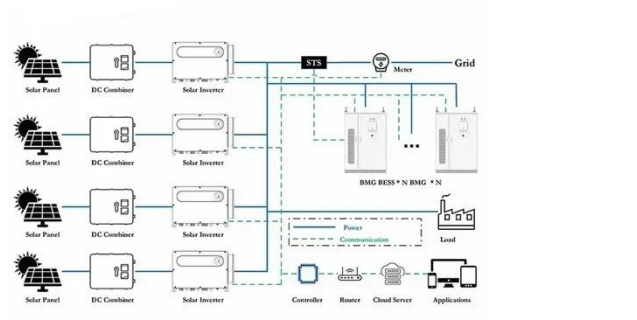 STS
Meter
Grid
Solar Panel
DC Combiner
Solar Inverter
Solar Panel
DC Combiner
Solar Inverter
BMG BESS * N BMG * N
Solar Panel
DC Combiner
Solar Inverter
Power
Communication
Load
Solar Panel
DC Combiner
Solar Inverter
Controller
Router
Cloud Server
Applications